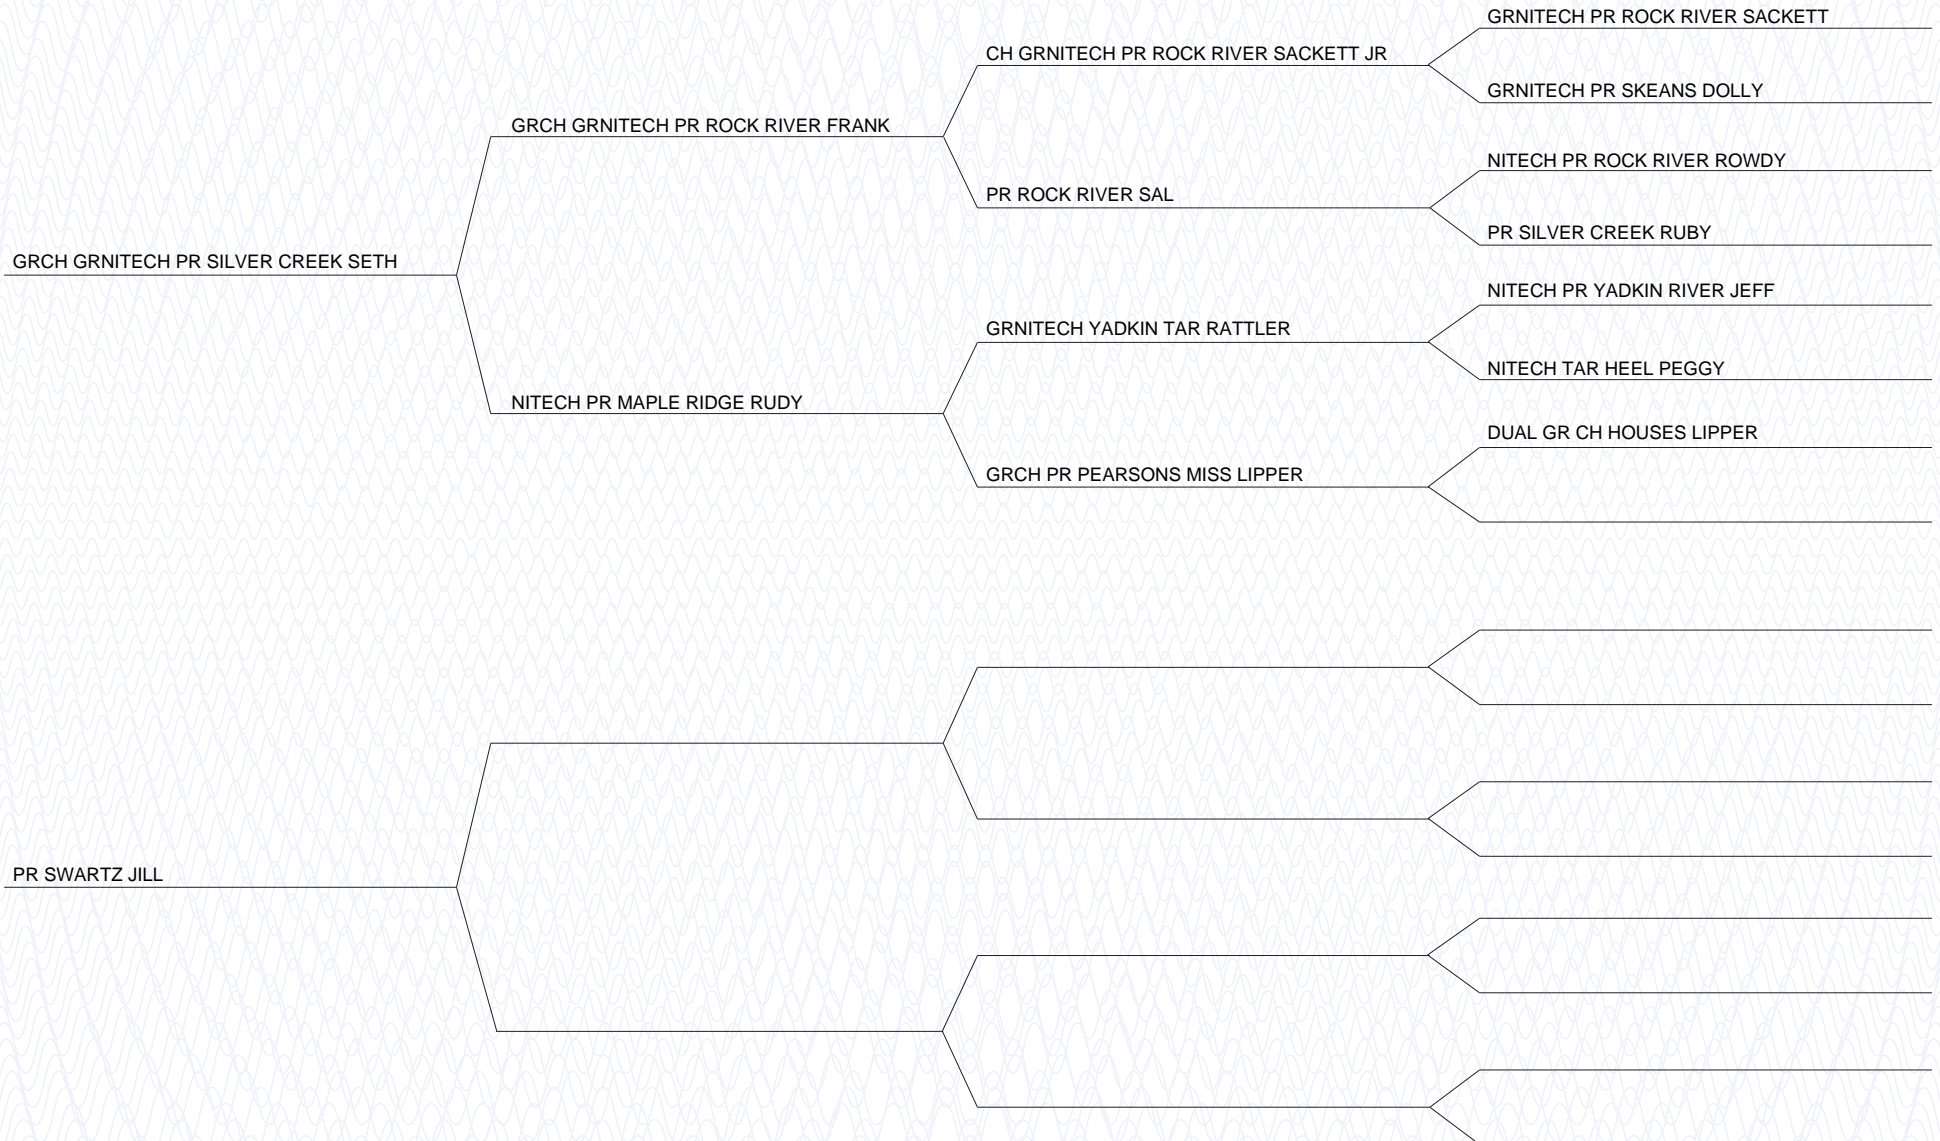 GRNITECH PR ROCK RIVER SACKETT
CH GRNITECH PR ROCK RIVER SACKETT JR
GRNITECH PR SKEANS DOLLY
GRCH GRNITECH PR ROCK RIVER FRANK
NITECH PR ROCK RIVER ROWDY
PR ROCK RIVER SAL
PR SILVER CREEK RUBY
GRCH GRNITECH PR SILVER CREEK SETH
NITECH PR YADKIN RIVER JEFF
GRNITECH YADKIN TAR RATTLER
NITECH TAR HEEL PEGGY
NITECH PR MAPLE RIDGE RUDY
DUAL GR CH HOUSES LIPPER
GRCH PR PEARSONS MISS LIPPER
PR SWARTZ JILL